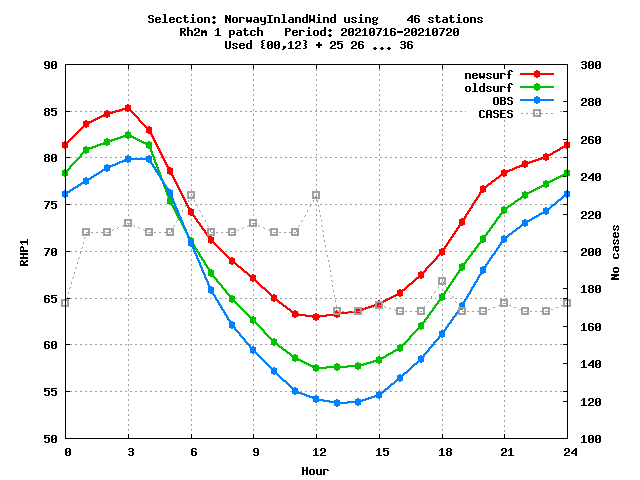 Selection: NorwayInlandWind using    46 stations
Rh2m 1 patch   Period: 20210716-20210720
Used {00,12} + 25 26 ... 36
newsurf
oldsurf
OBS
CASES
90
85
80
75
70
65
60
55
50
RHP1
300
280
260
240
220
200
180
160
140
120
100
No cases
0 3 6 9 12 15 18 21 24
Hour